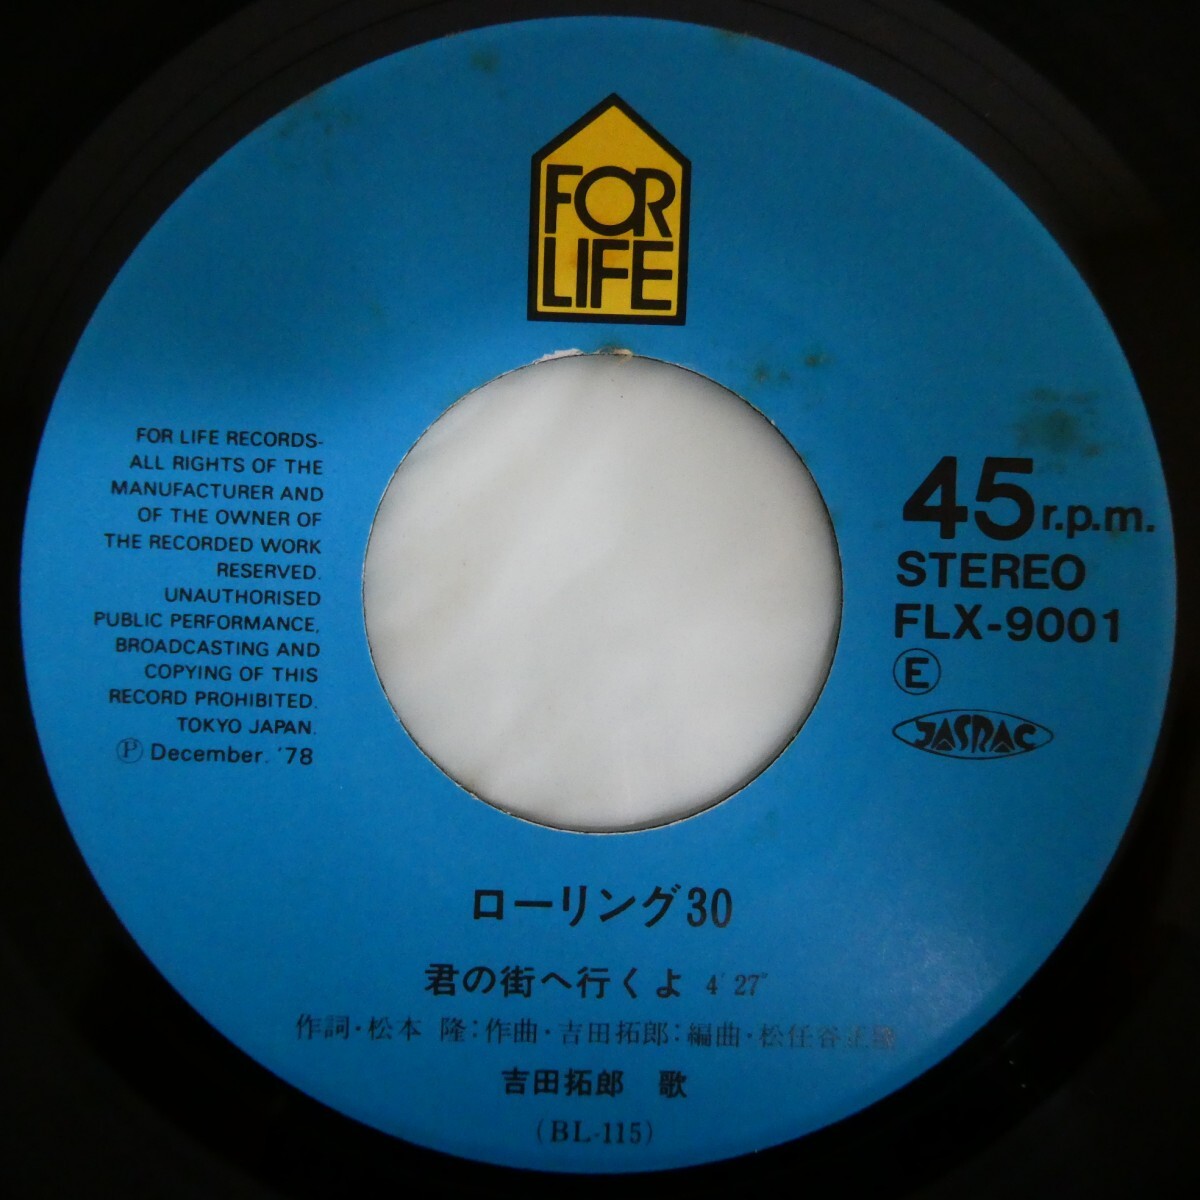 FOR
LIFE
FOR LIFE RECORDS-
ALL RIGHTS OF THE
MANUFACTURER AND
OF THE OWNER OF
THE RECORDED WORK
RESERVED.
UNAUTHORISED
PUBLIC PERFORMANCE,
BROADCASTING AND
COPYING OF THIS
RECORD PROHIBITED.
TOKYO JAPAN.
Ⓟ December. '78
45 r.p.m.
STEREO
FLX-9001
Ⓔ
JASRAC
ローリング30
君の街へ行くよ 4′27″
作詞・松本 隆:作曲・吉田拓郎:編曲・松任谷正隆
吉田拓郎 歌
(BL-115)